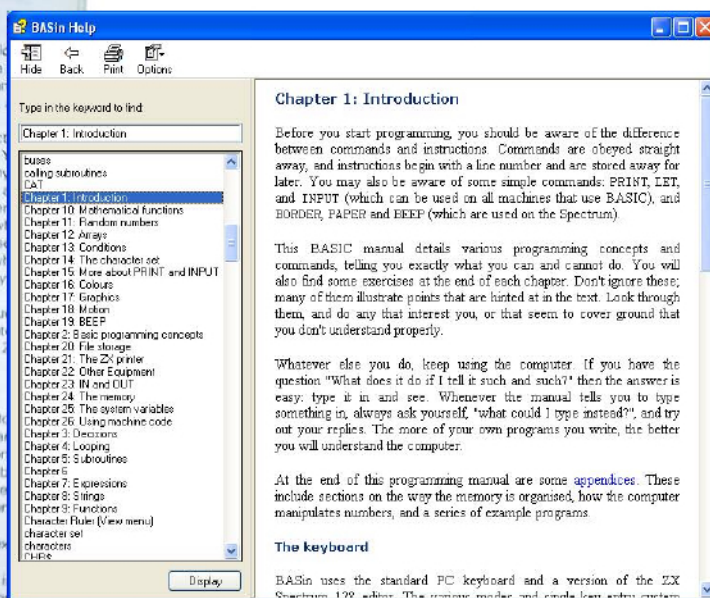 BASin Help
Hide Back Print Options
Type in the keyword to find:
Chapter 1: Introduction
buses
calling subroutines
CAT
Chapter 1: Introduction
Chapter 10: Mathematical functions
Chapter 11: Random numbers
Chapter 12: Arrays
Chapter 13: Conditions
Chapter 14: The character set
Chapter 15: More about PRINT and INPUT
Chapter 16: Colours
Chapter 17: Graphics
Chapter 18: Motion
Chapter 19: BEEP
Chapter 2: Basic programming concepts
Chapter 20: File storage
Chapter 21: The ZX printer
Chapter 22: Other Equipment
Chapter 23: IN and OUT
Chapter 24: The memory
Chapter 25: The system variables
Chapter 26: Using machine code
Chapter 3: Decisions
Chapter 4: Looping
Chapter 5: Subroutines
Chapter 6
Chapter 7: Expressions
Chapter 8: Strings
Chapter 9: Functions
Character Ruler (View menu)
character set
characters
CHR$
Display
Chapter 1: Introduction
Before you start programming, you should be aware of the difference
between commands and instructions. Commands are obeyed straight
away, and instructions begin with a line number and are stored away for
later. You may also be aware of some simple commands: PRINT, LET,
and INPUT (which can be used on all machines that use BASIC), and
BORDER, PAPER and BEEP (which are used on the Spectrum).
This BASIC manual details various programming concepts and
commands, telling you exactly what you can and cannot do. You will
also find some exercises at the end of each chapter. Don't ignore these;
many of them illustrate points that are hinted at in the text. Look through
them, and do any that interest you, or that seem to cover ground that
you don't understand properly.
Whatever else you do, keep using the computer. If you have the
question "What does it do if I tell it such and such?" then the answer is
easy: type it in and see. Whenever the manual tells you to type
something in, always ask yourself, "what could I type instead?", and try
out your replies. The more of your own programs you write, the better
you will understand the computer.
At the end of this programming manual are some appendices. These
include sections on the way the memory is organised, how the computer
manipulates numbers, and a series of example programs.
The keyboard
BASin uses the standard PC keyboard and a version of the ZX
Spectrum 128 editor. The various modes and single key entry system